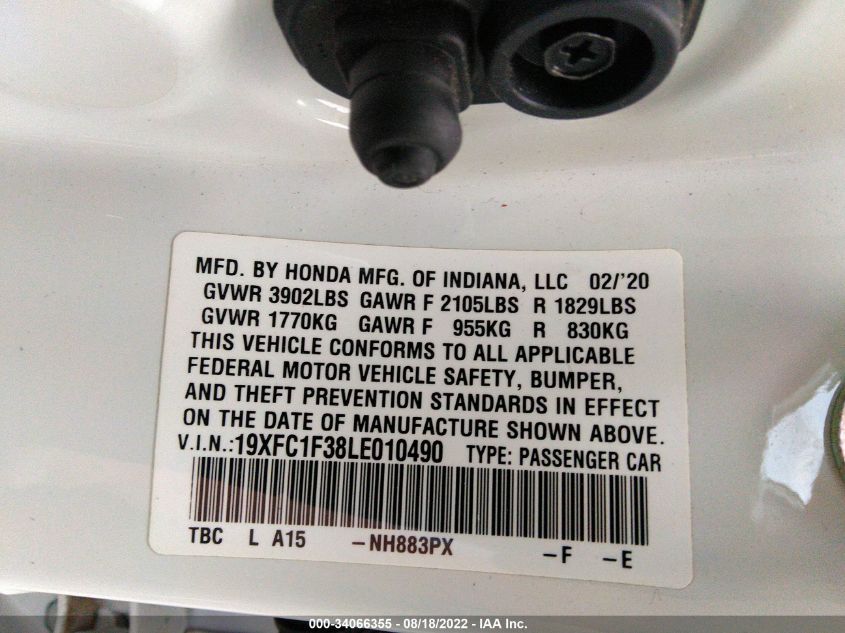 MFD. BY HONDA MFG. OF INDIANA, LLC 02/'20
GVWR 3902LBS GAWR F 2105LBS R 1829LBS
GVWR 1770KG GAWR F 955KG R 830KG
THIS VEHICLE CONFORMS TO ALL APPLICABLE
FEDERAL MOTOR VEHICLE SAFETY, BUMPER,
AND THEFT PREVENTION STANDARDS IN EFFECT
ON THE DATE OF MANUFACTURE SHOWN ABOVE.
V.I.N.:19XFC1F38LE010490 TYPE: PASSENGER CAR
TBC L A15 -NH883PX -F -E
000-34066355 - 08/18/2022 - IAA Inc.